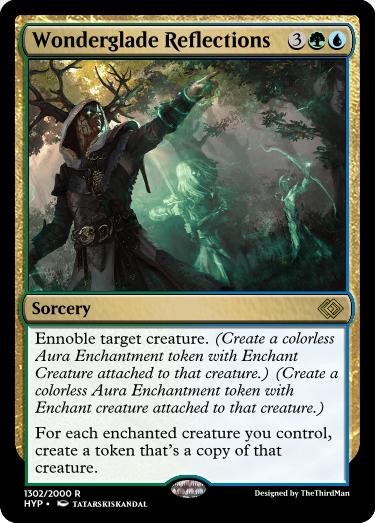 Wonderglade Reflections 3
Sorcery
Ennoble target creature. (Create a colorless
Aura Enchantment token with Enchant
Creature attached to that creature.) (Create a
colorless Aura Enchantment token with
Enchant creature attached to that creature.)
For each enchanted creature you control,
create a token that's a copy of that
creature.
1302/2000 R
HYP • TATARSKISKANDAL
Designed by TheThirdMan